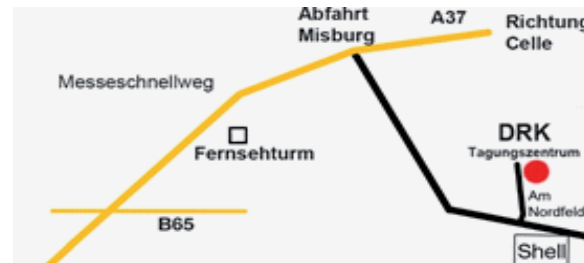 Abfahrt
Misburg
A37
Richtung
Celle
Messeschnellweg
Fernsehturm
DRK
Tagungszentrum
Am
Nordfeld
B65
Shell